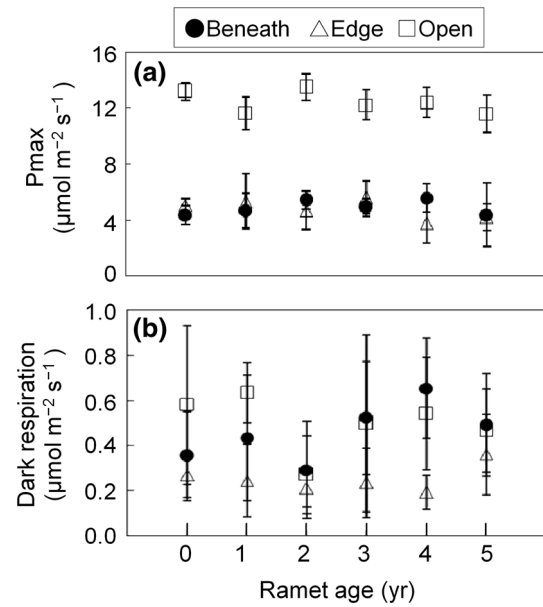 Beneath Edge Open
(a)
16
12
8
4
0
Pmax
(µmol m⁻² s⁻¹)
(b)
1.0
0.8
0.6
0.4
0.2
0.0
Dark respiration
(µmol m⁻² s⁻¹)
0 1 2 3 4 5
Ramet age (yr)